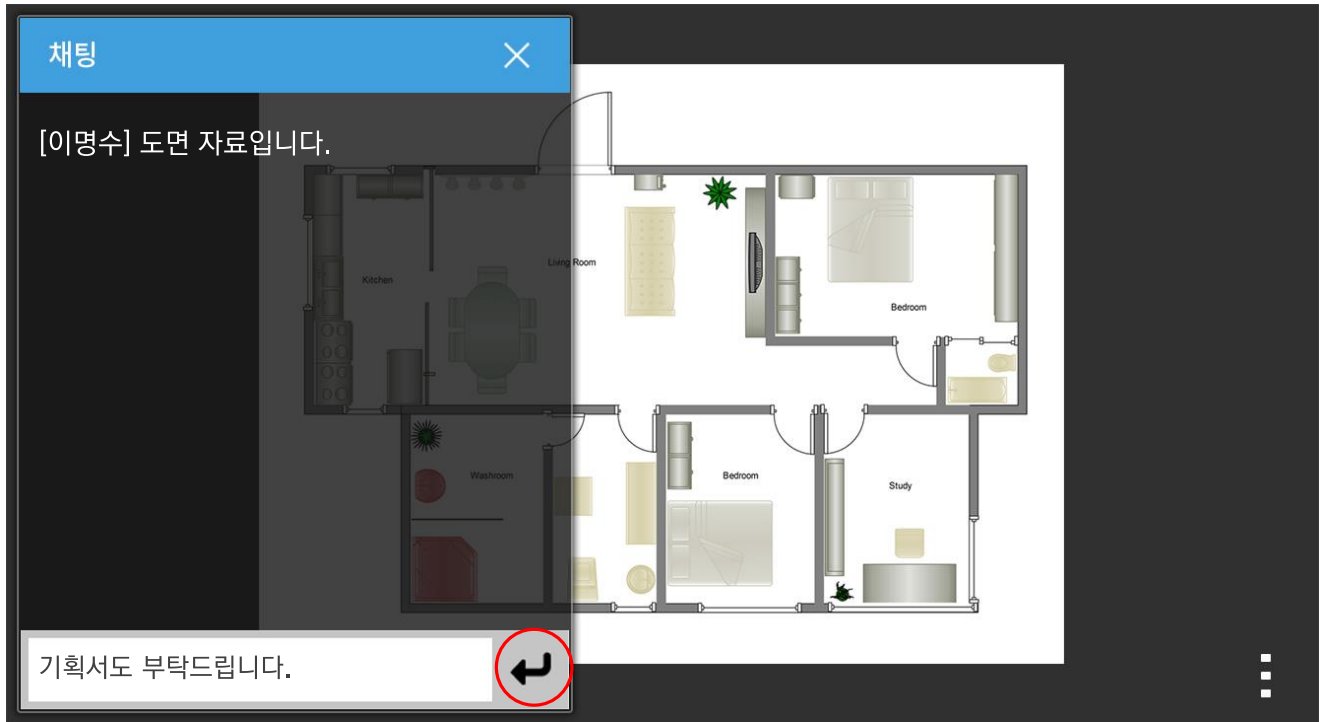 채팅
[이명수] 도면 자료입니다.
Kitchen
Living Room
Bedroom
Washroom
Bedroom
Study
기획서도 부탁드립니다.